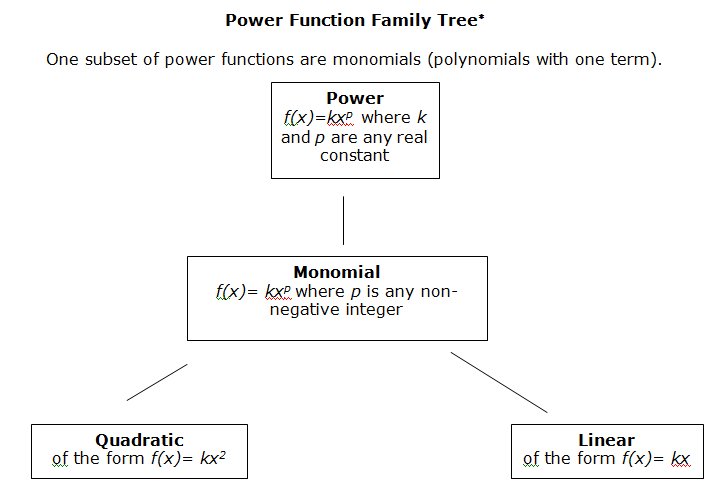 Power Function Family Tree*
One subset of power functions are monomials (polynomials with one term).
Power
f(x)=kxᵖ where k
and p are any real
constant
Monomial
f(x)= kxᵖ where p is any non-
negative integer
Quadratic
of the form f(x)= kx²
Linear
of the form f(x)= kx